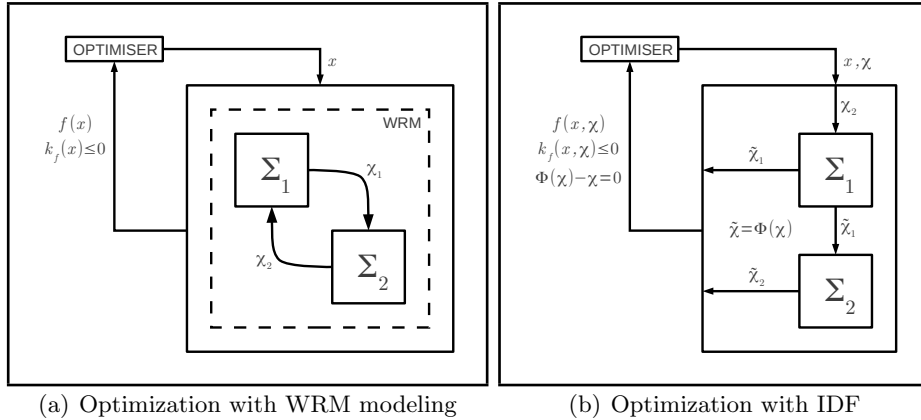 OPTIMISER
x
f(x)
k_f(x)≤0
WRM
Σ_1
χ_1
χ_2
Σ_2
(a) Optimization with WRM modeling
OPTIMISER
x,χ
f(x,χ)
k_f(x,χ)≤0
Φ(χ)−χ=0
χ_2
χ̃_1
Σ_1
χ̃=Φ(χ)
χ̃_1
χ̃_2
Σ_2
(b) Optimization with IDF